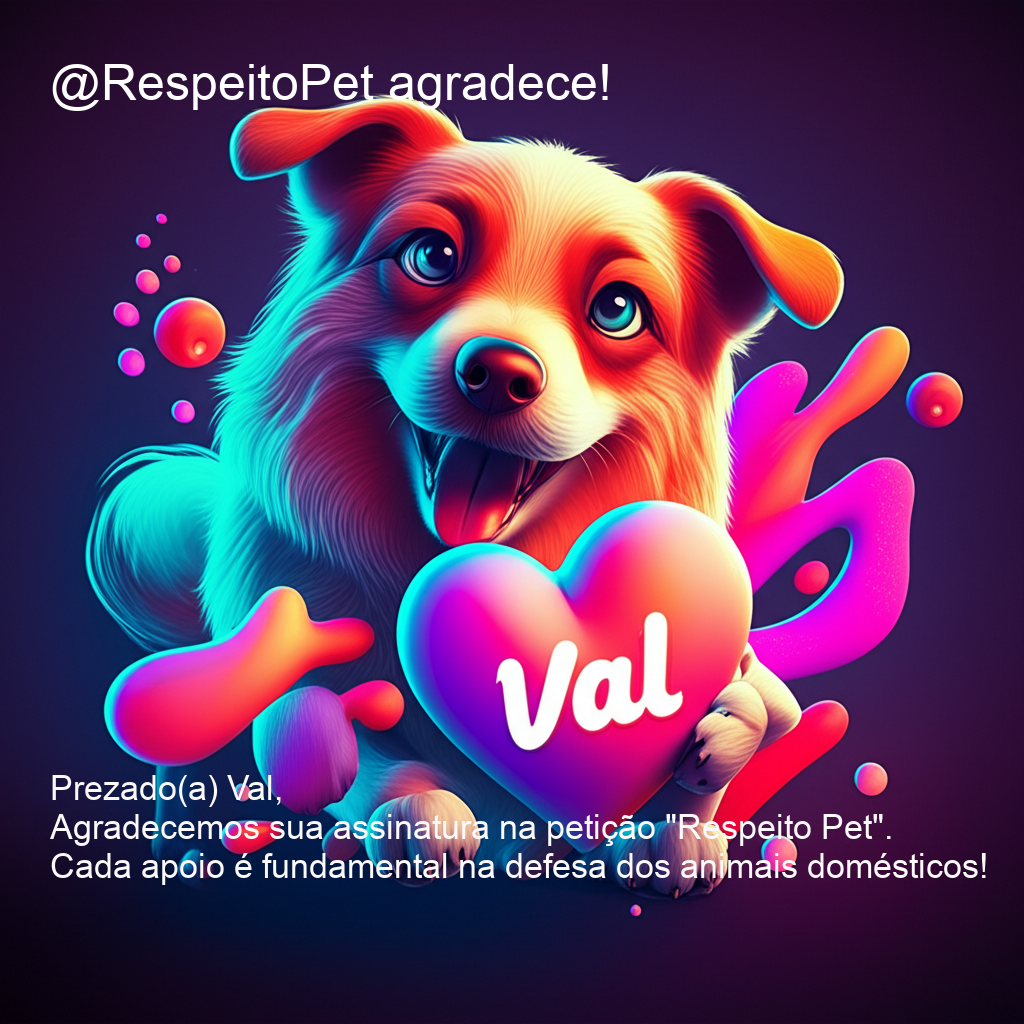 @RespeitoPet agradece!
Val
Prezado(a) Val,
Agradecemos sua assinatura na petição "Respeito Pet".
Cada apoio é fundamental na defesa dos animais domésticos!